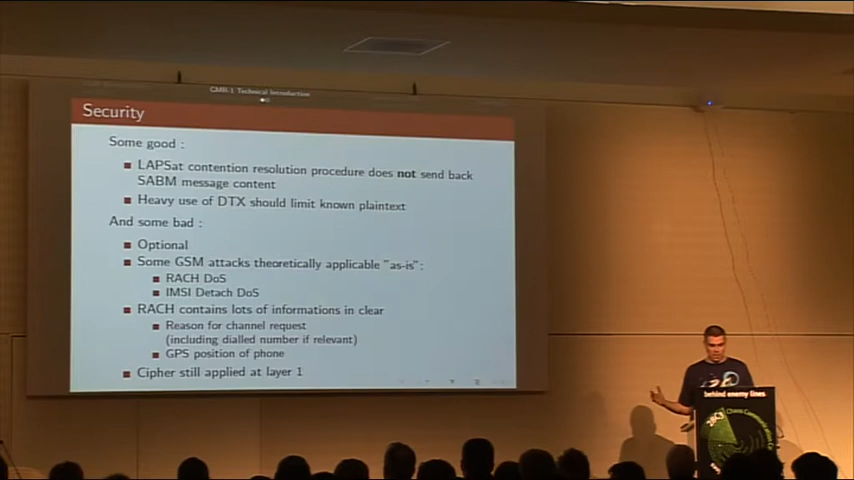 GMR-1 Technical Introduction
Security
Some good :
LAPSat contention resolution procedure does not send back
SABM message content
Heavy use of DTX should limit known plaintext
And some bad :
Optional
Some GSM attacks theoretically applicable "as-is":
RACH DoS
IMSI Detach DoS
RACH contains lots of informations in clear
Reason for channel request
(including dialled number if relevant)
GPS position of phone
Cipher still applied at layer 1
behind enemy lines
28C3